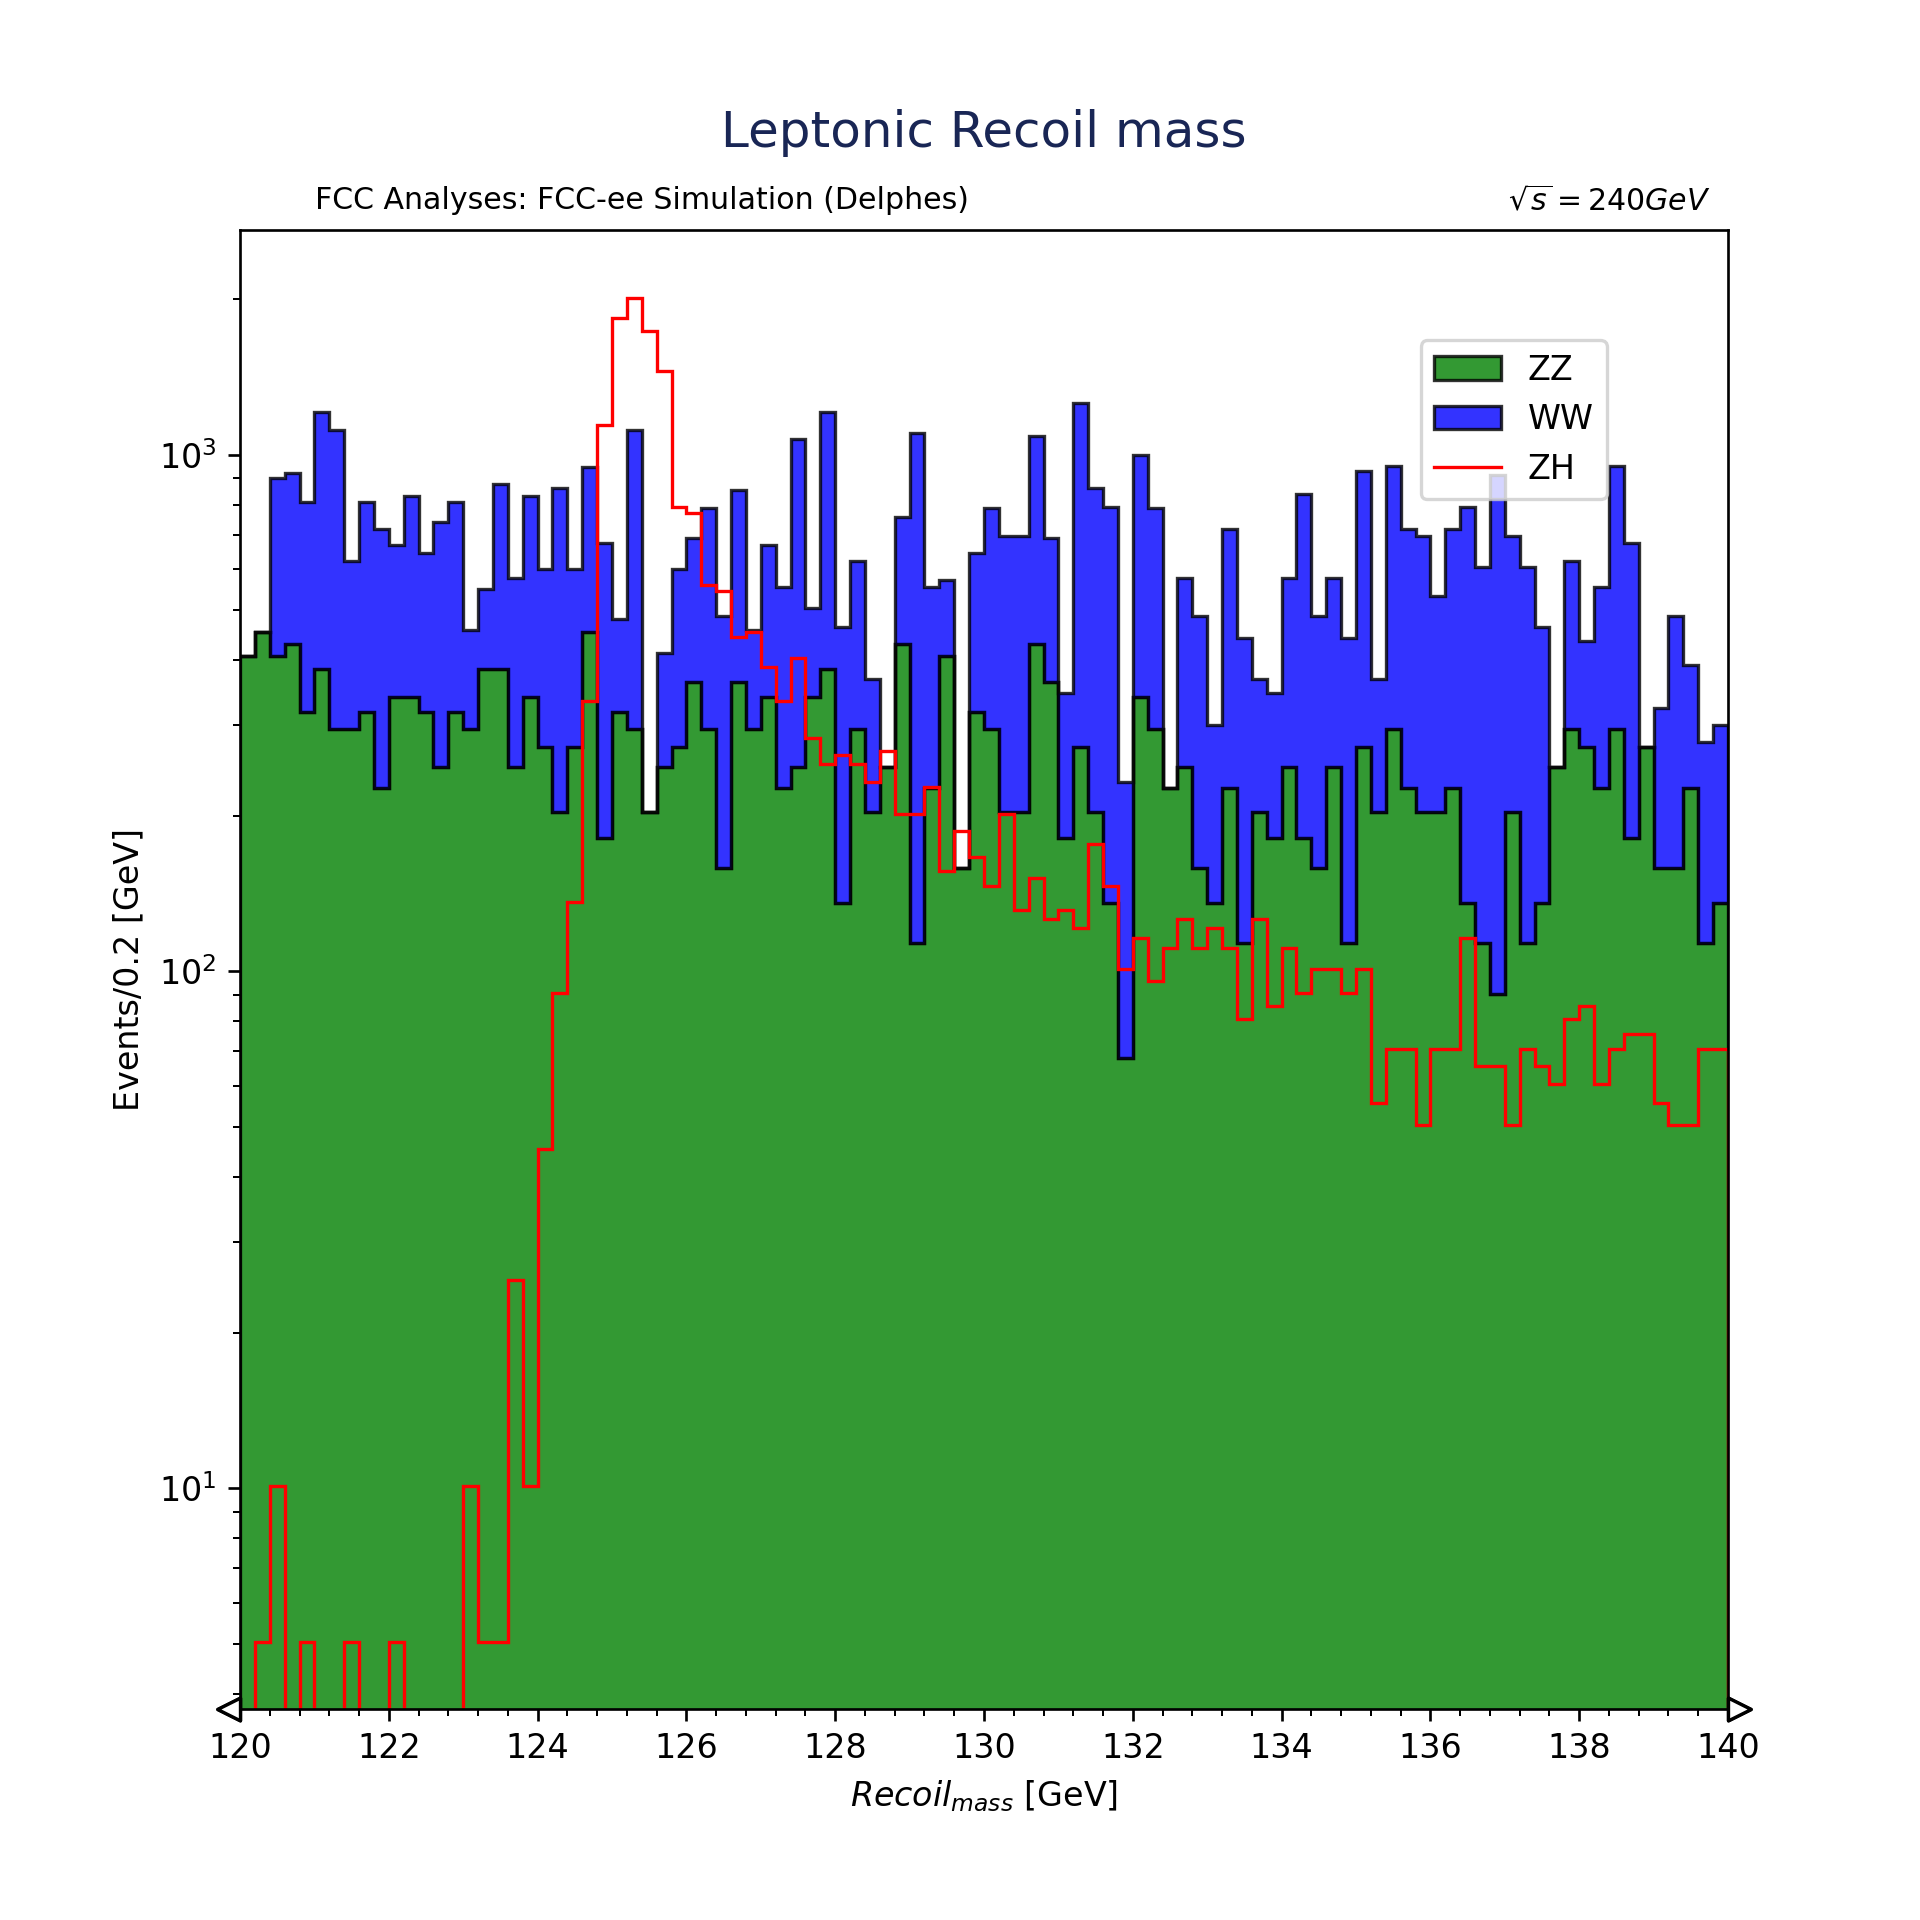 Leptonic Recoil mass
FCC Analyses: FCC-ee Simulation (Delphes)
√s = 240GeV
ZZ
WW
ZH
10³
10²
10¹
Events/0.2 [GeV]
120 122 124 126 128 130 132 134 136 138 140
Recoil_mass [GeV]